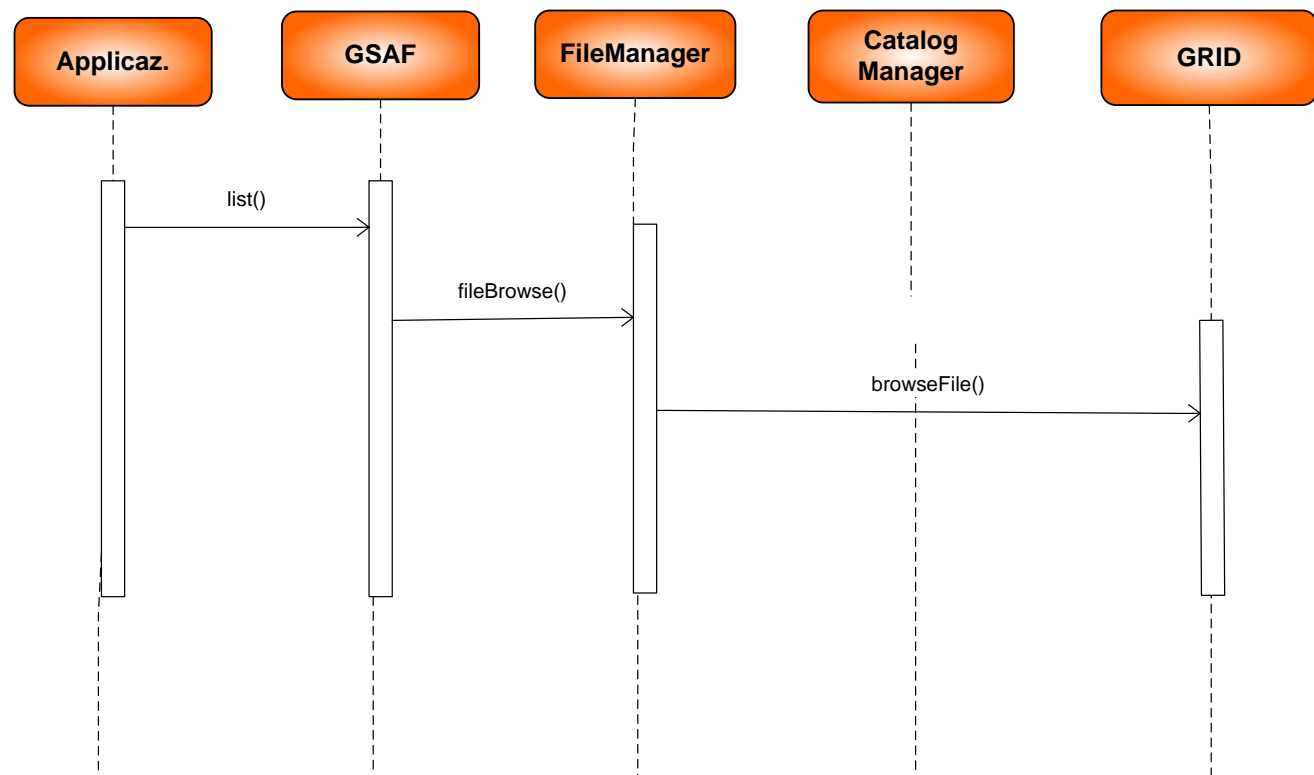 Applicaz.
GSAF
FileManager
Catalog
Manager
GRID
list()
fileBrowse()
browseFile()